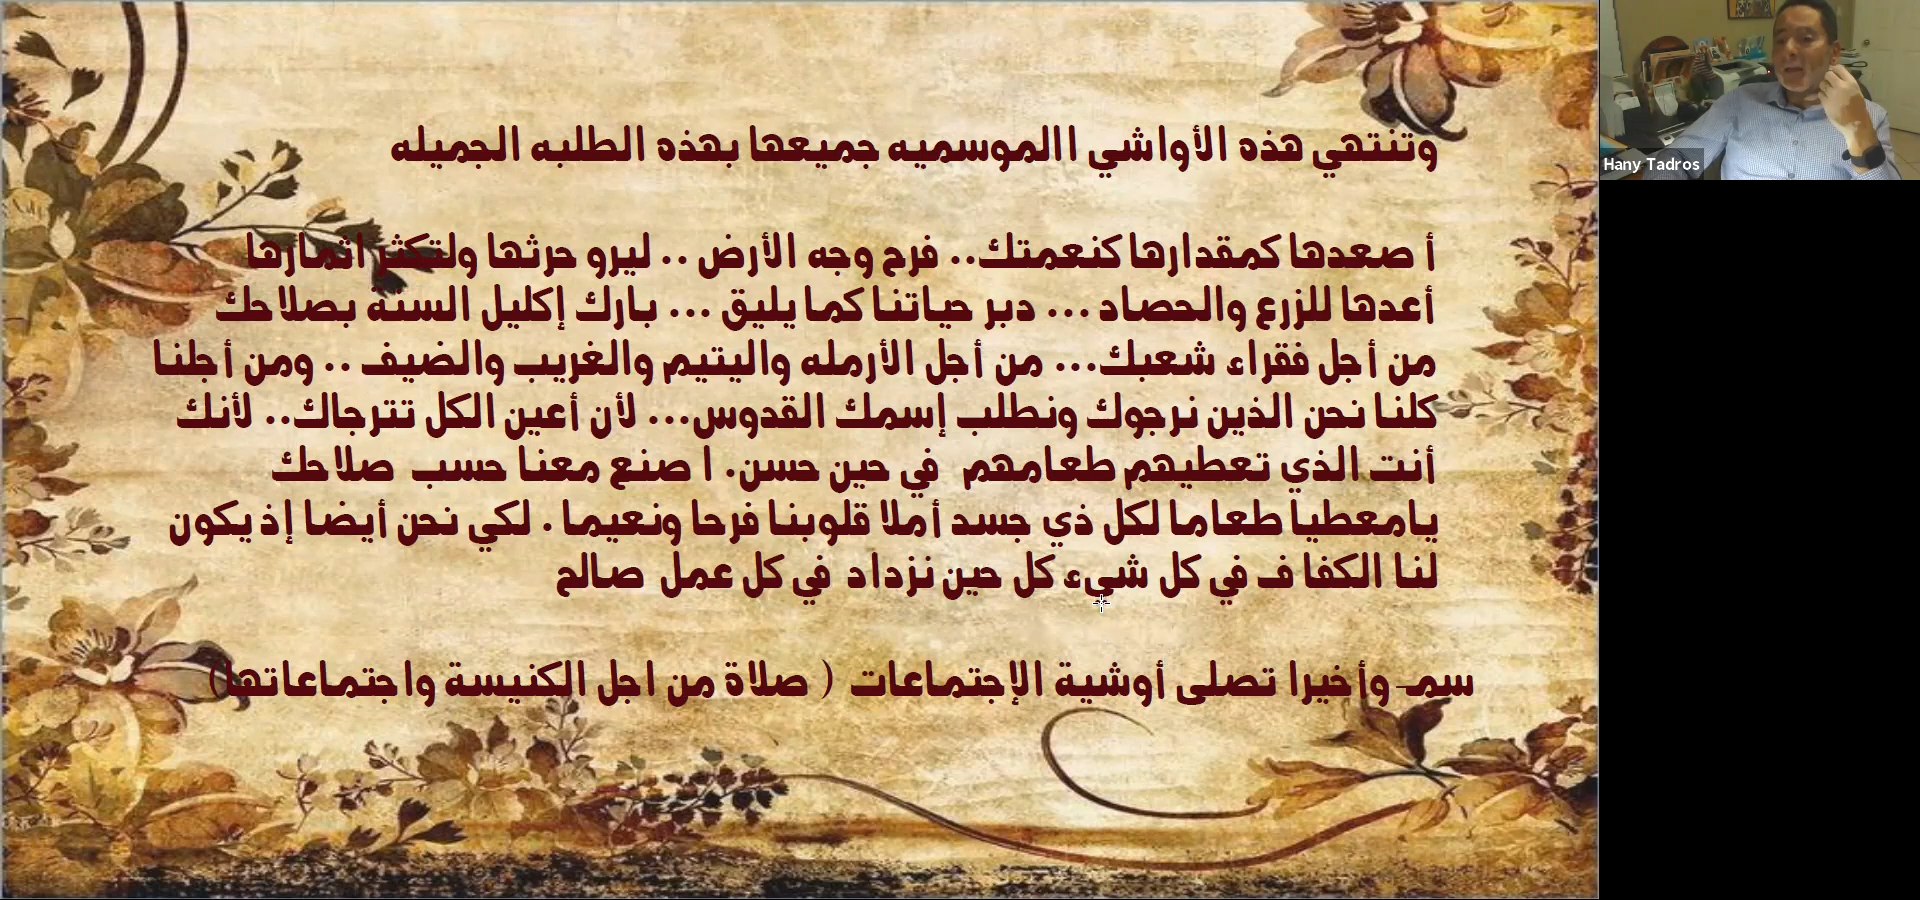 وتنتهي هذه الأواشي االموسميه جميعها بهذه الطلبه الجميله
أ صعدها كمقدارها كنعمتك.. فرح وجه الأرض .. ليرو حرثها ولتكثر اثمارها
أعدها للزرع والحصاد ... دبر حياتنا كما يليق ... بارك إكليل السنة بصلاحك
من أجل فقراء شعبك... من أجل الأرمله واليتيم والغريب والضيف .. ومن أجلنا
كلنا نحن الذين نرجوك ونطلب إسمك القدوس... لأن أعين الكل تترجاك.. لأنك
أنت الذي تعطيهم طعامهم في حين حسن. ا صنع معنا حسب صلاحك
يامعطيا طعاما لكل ذي جسد أملا قلوبنا فرحا ونعيما . لكي نحن أيضا إذ يكون
لنا الكفا ف في كل شيء كل حين نزداد في كل عمل صالح
سمـ وأخيرا تصلى أوشية الإجتماعات ( صلاة من اجل الكنيسة واجتماعاتها)
Hany Tadros